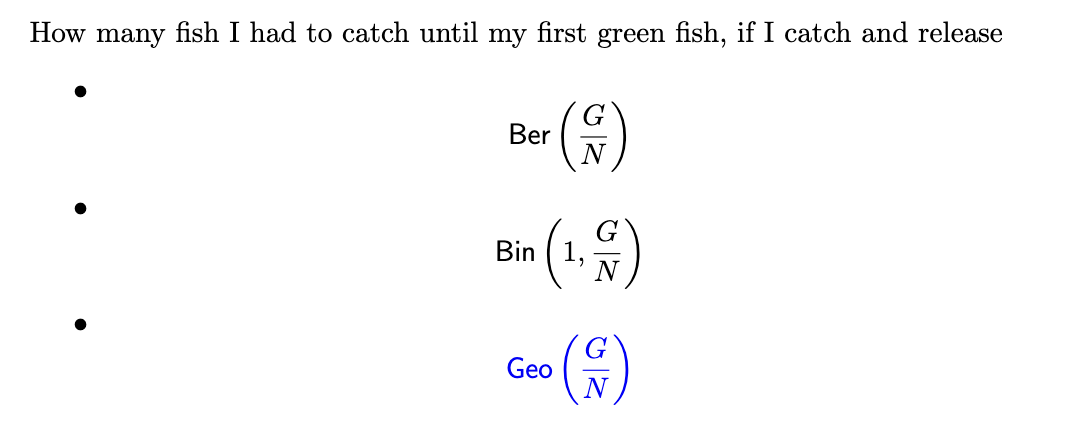 How many fish I had to catch until my first green fish, if I catch and release
• Ber (G/N)
• Bin (1, G/N)
• Geo (G/N)